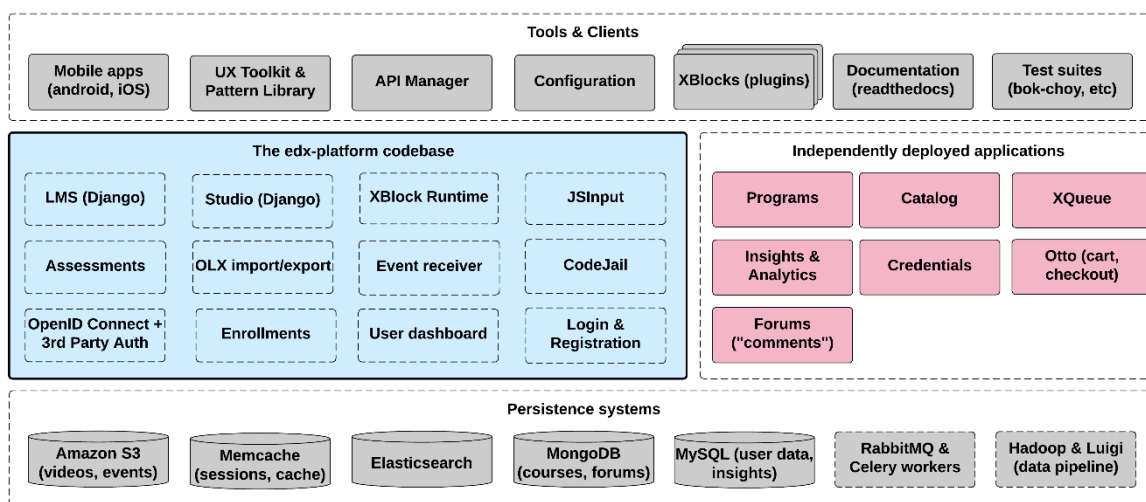 Tools & Clients
Mobile apps
(android, iOS)
UX Toolkit &
Pattern Library
API Manager
Configuration
XBlocks (plugins)
Documentation
(readthedocs)
Test suites
(bok-choy, etc)
The edx-platform codebase
LMS (Django)
Studio (Django)
XBlock Runtime
JSInput
Assessments
OLX import/export
Event receiver
CodeJail
OpenID Connect +
3rd Party Auth
Enrollments
User dashboard
Login &
Registration
Independently deployed applications
Programs
Catalog
XQueue
Insights &
Analytics
Credentials
Otto (cart,
checkout)
Forums
("comments")
Persistence systems
Amazon S3
(videos, events)
Memcache
(sessions, cache)
Elasticsearch
MongoDB
(courses, forums)
MySQL (user data,
insights)
RabbitMQ &
Celery workers
Hadoop & Luigi
(data pipeline)